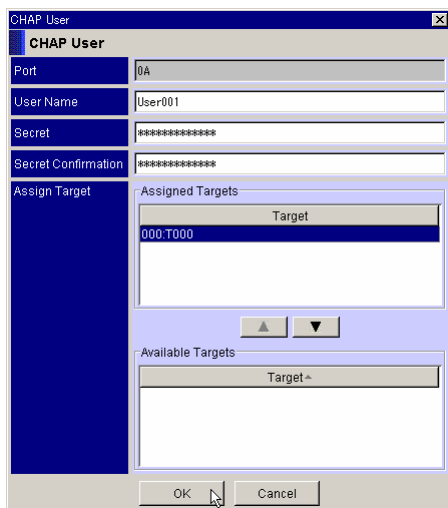 CHAP User
CHAP User
Port
0A
User Name
User001
Secret
*************
Secret Confirmation
*************
Assign Target
Assigned Targets
Target
000:T000
Available Targets
Target
OK
Cancel